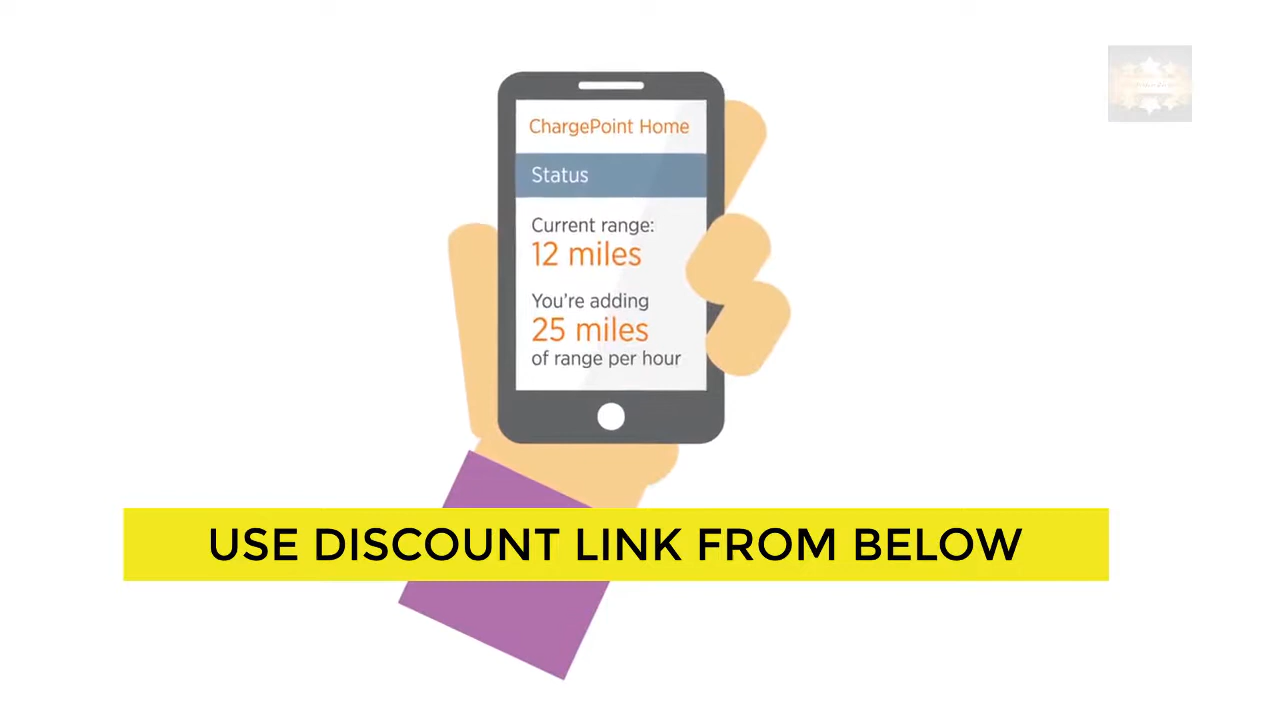 ChargePoint Home
Status
Current range:
12 miles
You're adding
25 miles
of range per hour
USE DISCOUNT LINK FROM BELOW